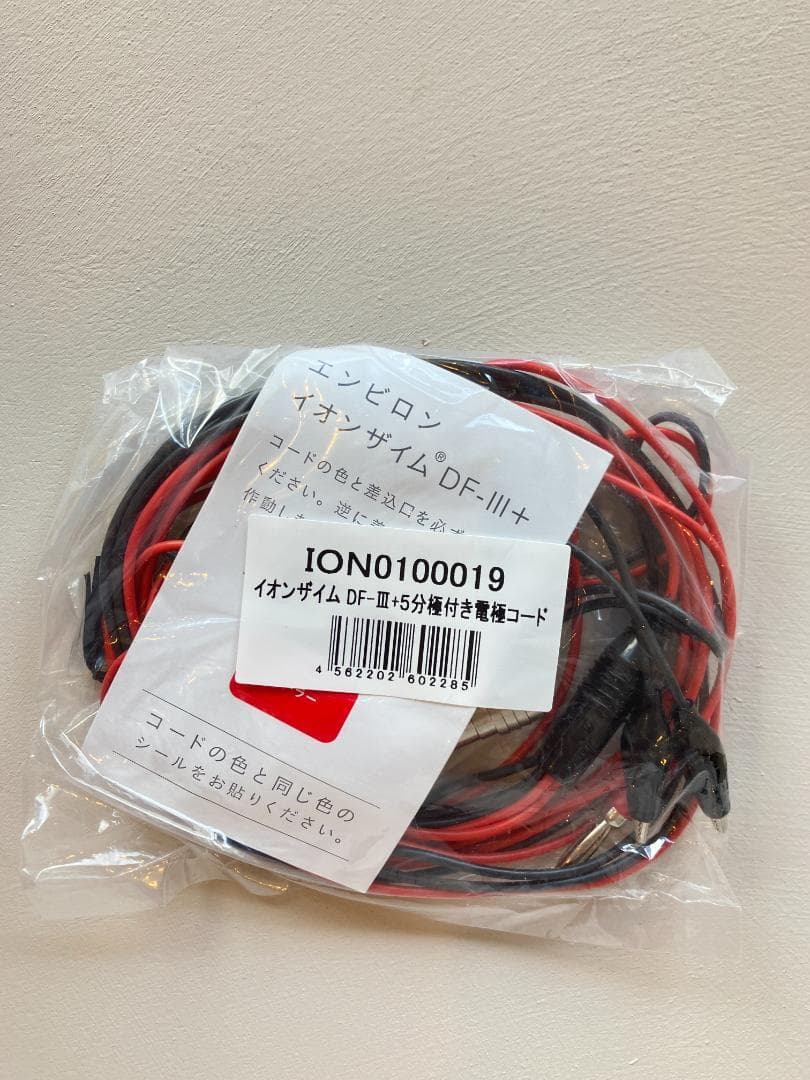 エンビロン
イオンザイム®DF-III+
コードの色と差込口を必ず
ください。逆に差
作動し
ION0100019
イオンザイム DF-Ⅲ+5分極付き電極コード
4 562202 602285
ラー
コードの色と同じ色の
シールをお貼りください。